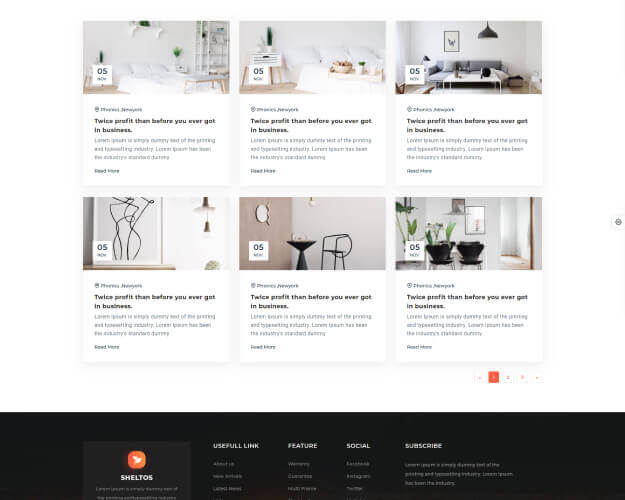 05 05 05
NOV NOV NOV
Phonics ,Newyork Phonics ,Newyork Phonics ,Newyork
Twice profit than before you ever got Twice profit than before you ever got Twice profit than before you ever got
in business. in business. in business.
Lorem Ipsum is simply dummy text of the printing Lorem Ipsum is simply dummy text of the printing Lorem Ipsum is simply dummy text of the printing
and typesetting industry. Lorem Ipsum has been and typesetting industry. Lorem Ipsum has been and typesetting industry. Lorem Ipsum has been
the industry's standard dummy the industry's standard dummy the industry's standard dummy
Read More Read More Read More
05 05 05
NOV NOV NOV
Phonics ,Newyork Phonics ,Newyork Phonics ,Newyork
Twice profit than before you ever got Twice profit than before you ever got Twice profit than before you ever got
in business. in business. in business.
Lorem Ipsum is simply dummy text of the printing Lorem Ipsum is simply dummy text of the printing Lorem Ipsum is simply dummy text of the printing
and typesetting industry. Lorem Ipsum has been and typesetting industry. Lorem Ipsum has been and typesetting industry. Lorem Ipsum has been
the industry's standard dummy the industry's standard dummy the industry's standard dummy
Read More Read More Read More
« 1 2 3 »
USEFULL LINK FEATURE SOCIAL SUBSCRIBE
About us Warranty Facebook Lorem Ipsum is simply dummy text of the
New Arrivals Guarantee Instagram printing and typesetting industry. Lorem
SHELTOS
Latest News Multi Frame Twitter Ipsum is simply dummy.
Lorem Ipsum is simply dummy text of
the printing and typesetting industry